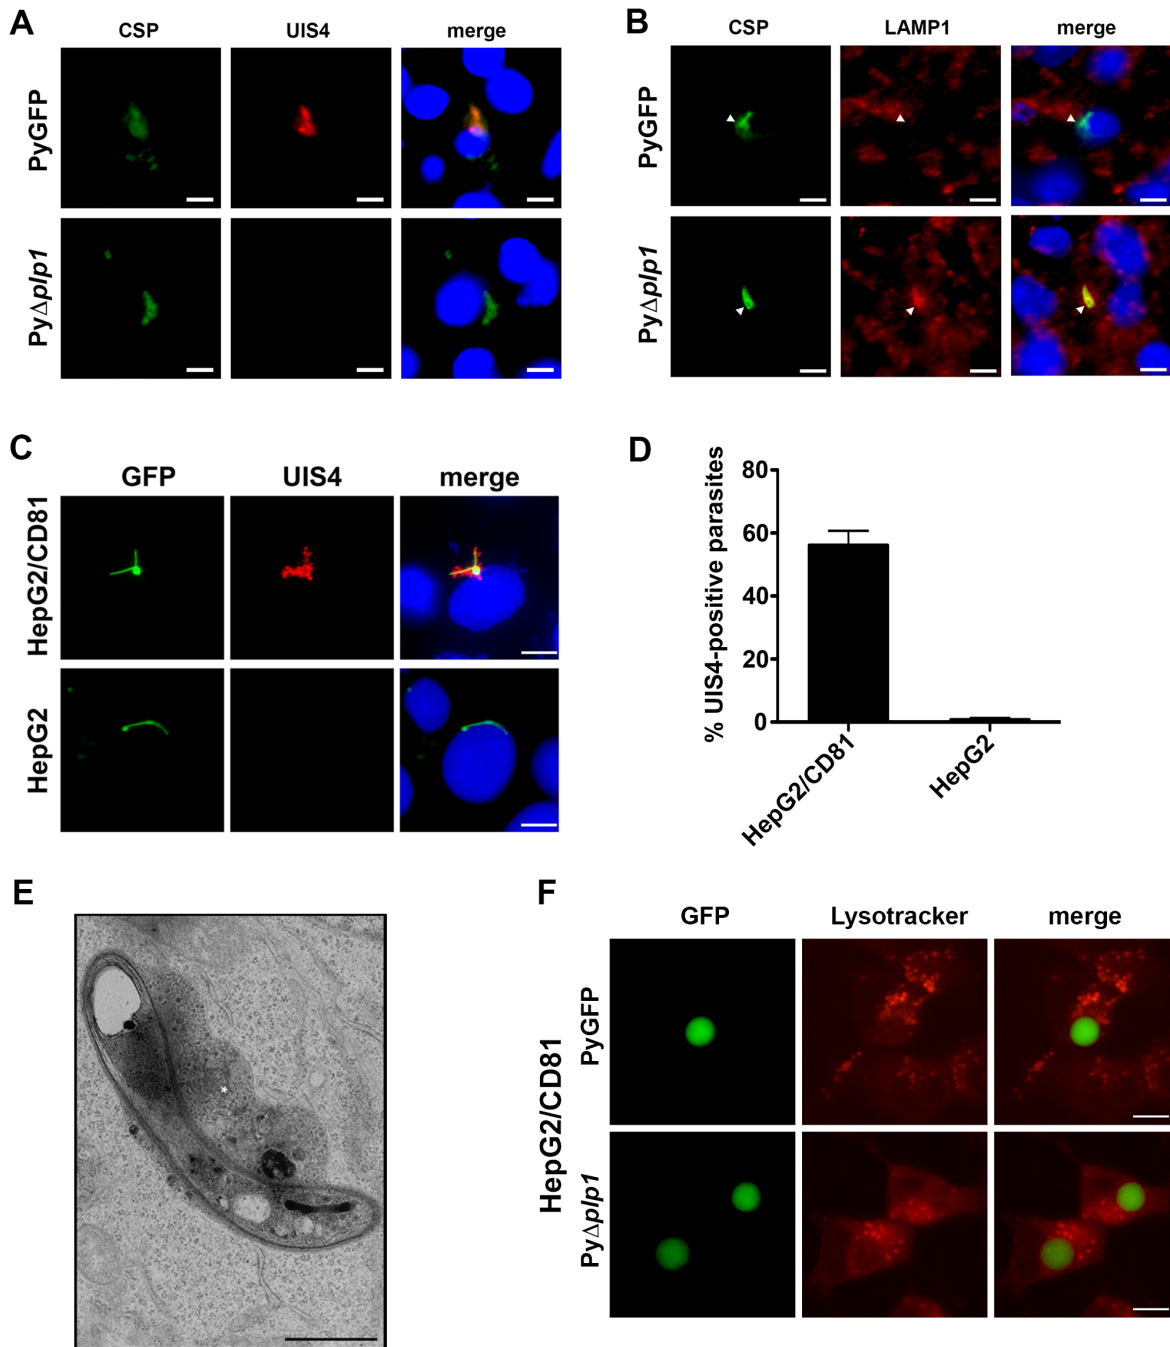 A
CSP UIS4 merge
PyGFP
PyΔplp1
B
CSP LAMP1 merge
PyGFP
PyΔplp1
C
GFP UIS4 merge
HepG2/CD81
HepG2
D
% UIS4-positive parasites
80
60
40
20
0
HepG2/CD81
HepG2
E
*
F
GFP Lysotracker merge
HepG2/CD81
PyGFP
PyΔplp1